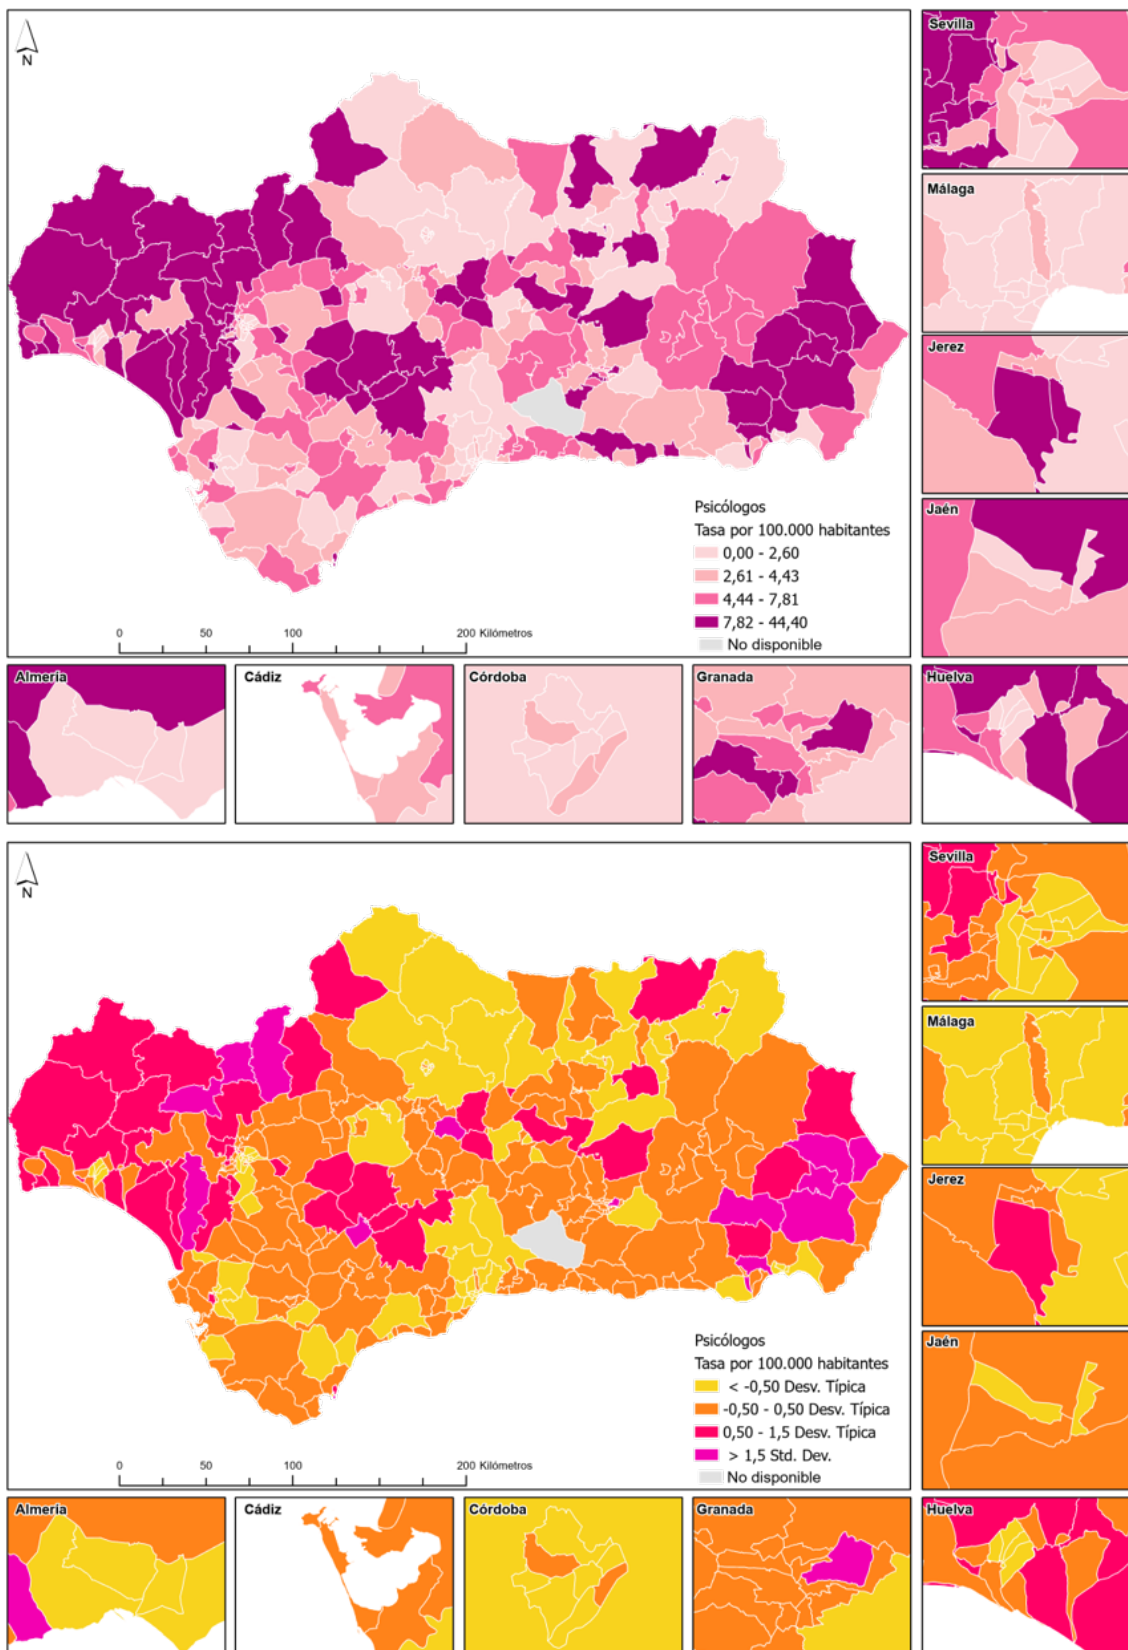 N
Sevilla
Málaga
Jerez
Jaén
Psicólogos
Tasa por 100.000 habitantes
0,00 - 2,60
2,61 - 4,43
4,44 - 7,81
7,82 - 44,40
No disponible
0 50 100 200 Kilómetros
Almería
Cádiz
Córdoba
Granada
Huelva
N
Sevilla
Málaga
Jerez
Jaén
Psicólogos
Tasa por 100.000 habitantes
< -0,50 Desv. Típica
-0,50 - 0,50 Desv. Típica
0,50 - 1,5 Desv. Típica
> 1,5 Std. Dev.
No disponible
0 50 100 200 Kilómetros
Almería
Cádiz
Córdoba
Granada
Huelva